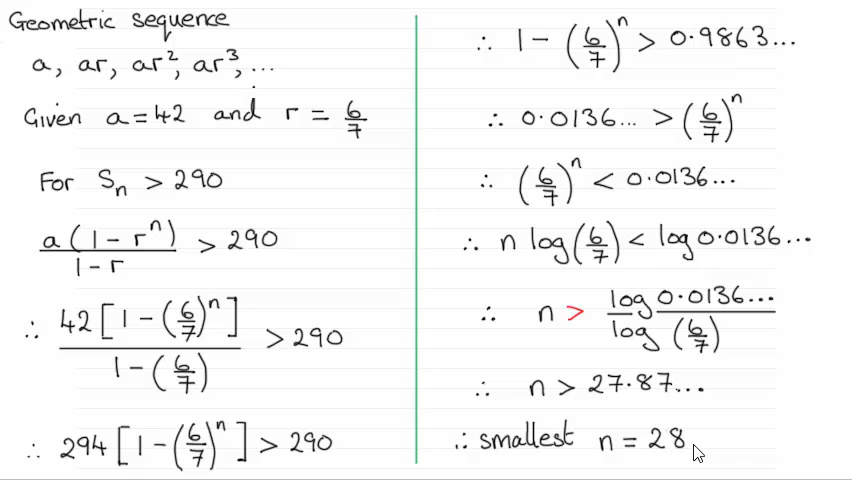 Geometric sequence
a, ar, ar², ar³, ...
Given a = 42 and r = 6/7
For Sₙ > 290
a(1 - rⁿ)/(1 - r) > 290
∴ 42[1 - (6/7)ⁿ]/(1 - (6/7)) > 290
∴ 294[1 - (6/7)ⁿ] > 290
∴ 1 - (6/7)ⁿ > 0.9863...
∴ 0.0136... > (6/7)ⁿ
∴ (6/7)ⁿ < 0.0136...
∴ n log(6/7) < log 0.0136...
∴ n > log 0.0136.../log(6/7)
∴ n > 27.87...
∴ smallest n = 28